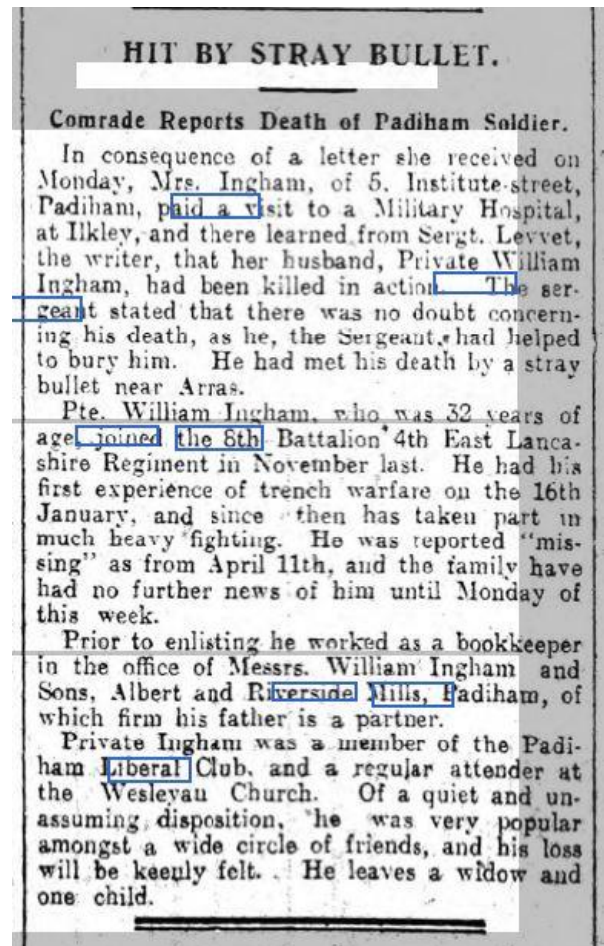 HIT BY STRAY BULLET.
Comrade Reports Death of Padiham Soldier.
In consequence of a letter she received on
Monday, Mrs. Ingham, of 5. Institute-street,
Padiham, paid a visit to a Military Hospital,
at Ilkley, and there learned from Sergt. Levvet,
the writer, that her husband, Private William
Ingham, had been killed in action. The ser-
geant stated that there was no doubt concern-
ing his death, as he, the Sergeant, had helped
to bury him. He had met his death by a stray
bullet near Arras.
Pte. William Ingham, who was 32 years of
age, joined the 8th Battalion 4th East Lanca-
shire Regiment in November last. He had his
first experience of trench warfare on the 16th
January, and since then has taken part in
much heavy fighting. He was reported "mis-
sing" as from April 11th, and the family have
had no further news of him until Monday of
this week.
Prior to enlisting he worked as a bookkeeper
in the office of Messrs. William Ingham and
Sons, Albert and Riverside Mills, Padiham, of
which firm his father is a partner.
Private Ingham was a member of the Padi-
ham Liberal Club, and a regular attender at
the Wesleyau Church. Of a quiet and un-
assuming disposition, he was very popular
amongst a wide circle of friends, and his loss
will be keenly felt. He leaves a widow and
one child.